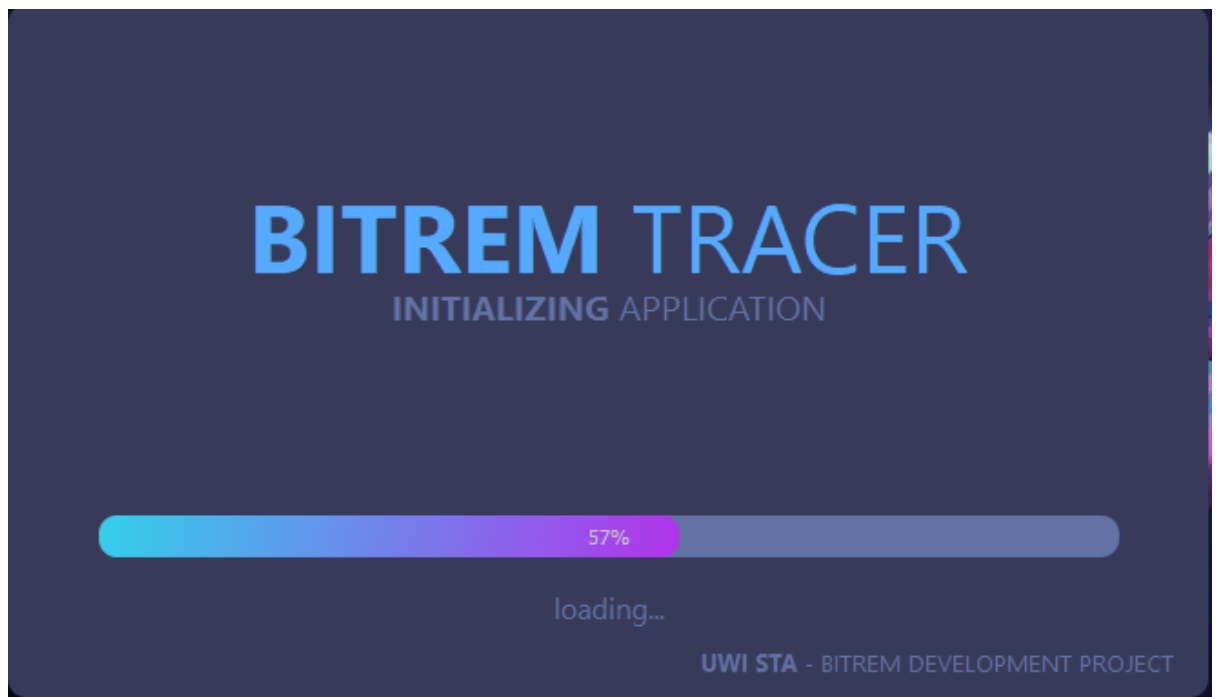 BITREM TRACER
INITIALIZING APPLICATION
57%
loading...
UWI STA - BITREM DEVELOPMENT PROJECT